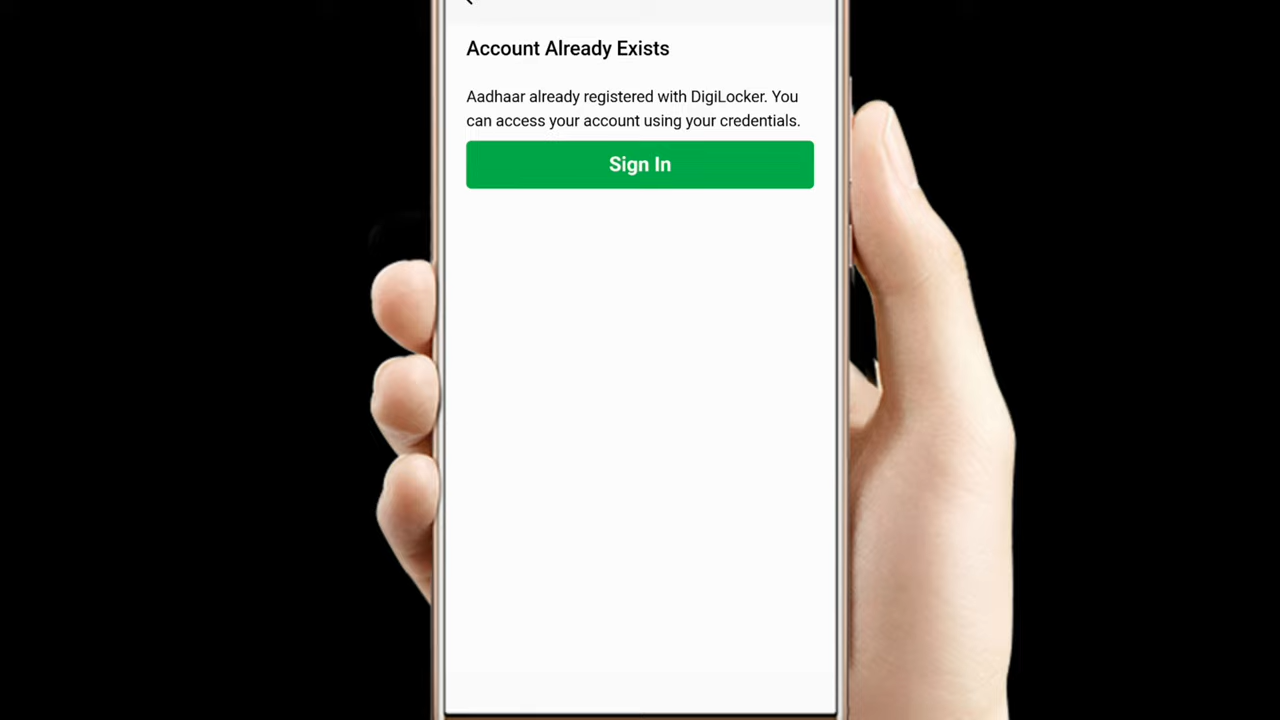 Account Already Exists
Aadhaar already registered with DigiLocker. You
can access your account using your credentials.
Sign In